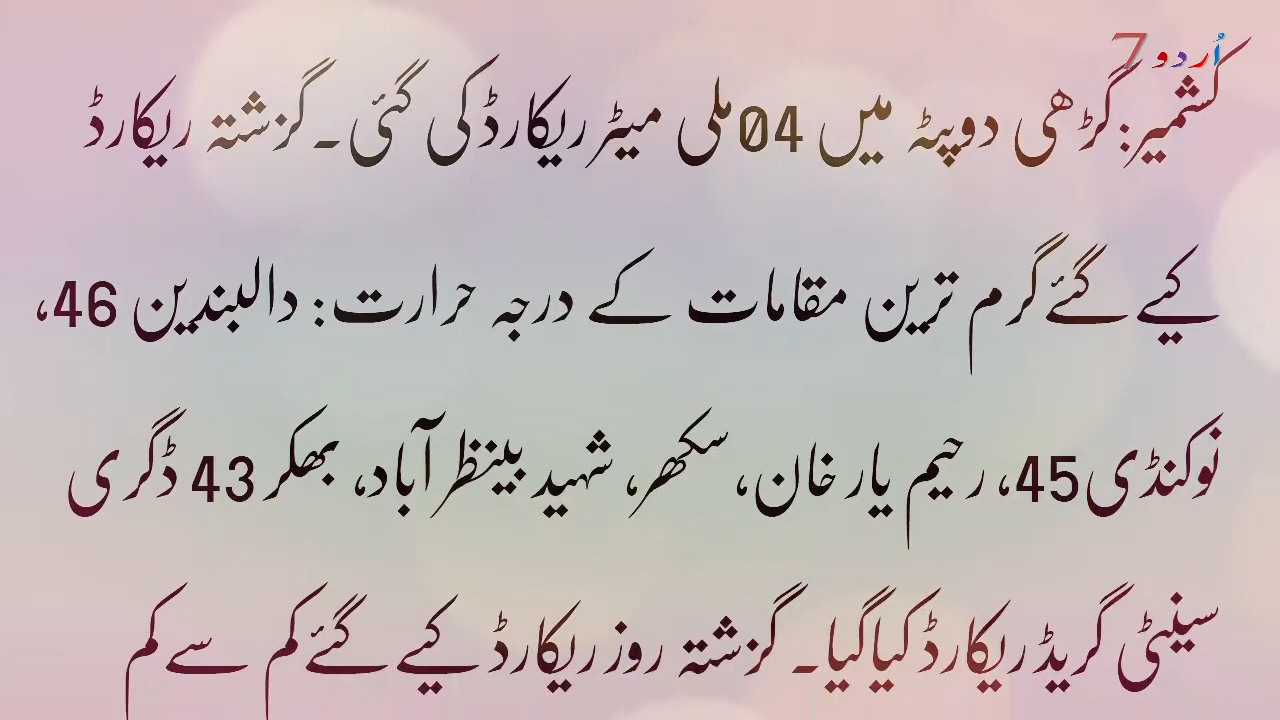 اُردو 7
کشمیر: گڑھی دوپٹہ میں 04 ملی میٹر ریکارڈ کی گئی۔ گزشتہ ریکارڈ
کیے گئے گرم ترین مقامات کے درجہ حرارت: دالبندین 46،
نوکنڈی 45، رحیم یار خان، سکھر، شہید بینظر آباد، بھکر 43 ڈگری
سینٹی گریڈ ریکارڈ کیا گیا۔ گزشتہ روز ریکارڈ کیے گئے کم سے کم